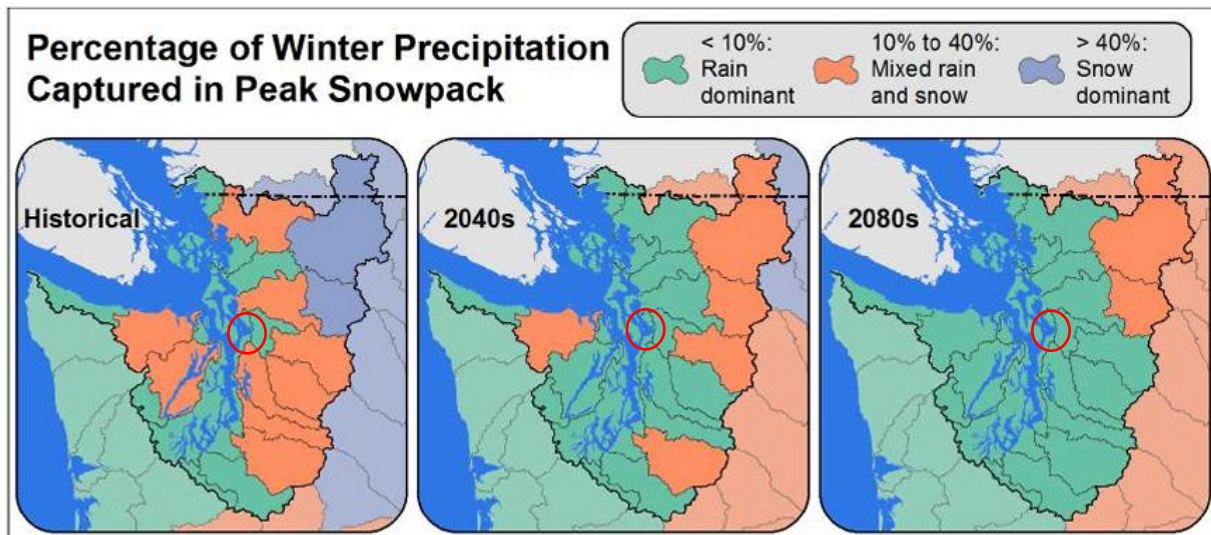 Percentage of Winter Precipitation
Captured in Peak Snowpack
< 10%:
Rain
dominant
10% to 40%:
Mixed rain
and snow
> 40%:
Snow
dominant
Historical
2040s
2080s